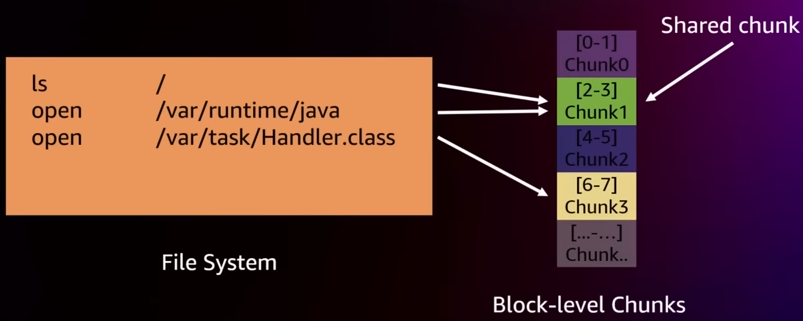 Shared chunk
ls /
open /var/runtime/java
open /var/task/Handler.class
[0-1]
Chunk0
[2-3]
Chunk1
[4-5]
Chunk2
[6-7]
Chunk3
[...-...]
Chunk..
File System
Block-level Chunks